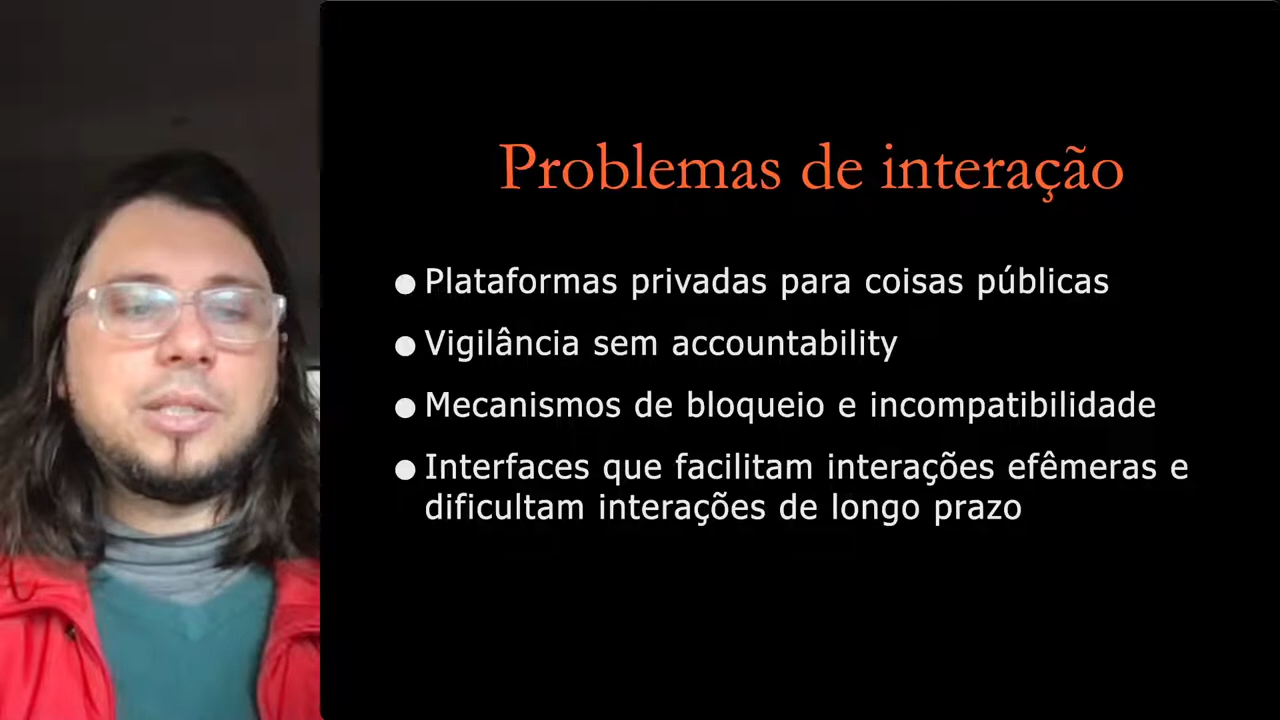 Problemas de interação
● Plataformas privadas para coisas públicas
● Vigilância sem accountability
● Mecanismos de bloqueio e incompatibilidade
● Interfaces que facilitam interações efêmeras e
dificultam interações de longo prazo